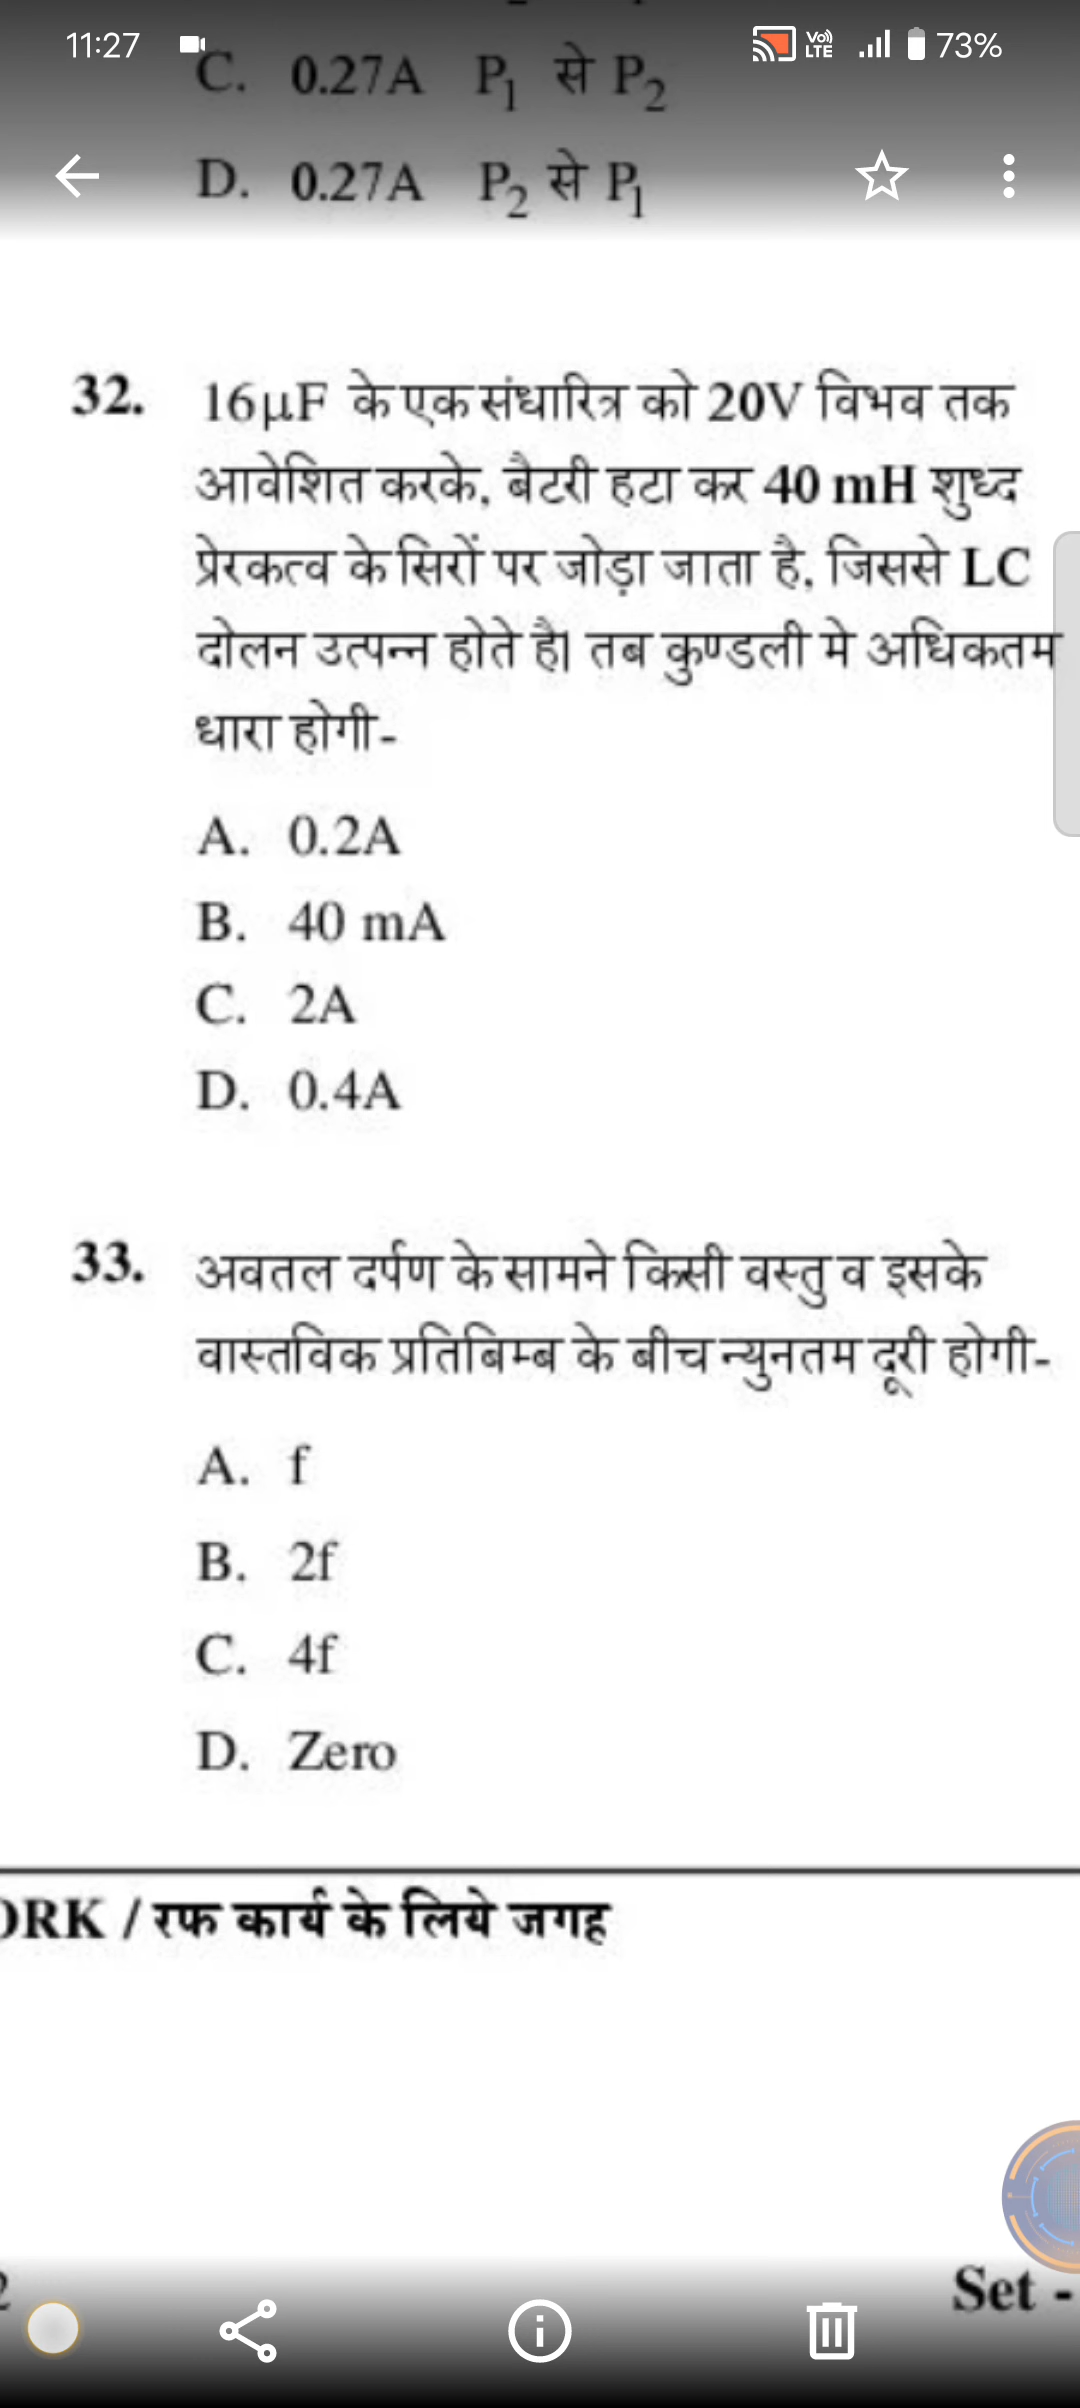 11:27 Vo) LTE 73%
C. 0.27A P₁ से P₂
D. 0.27A P₂ से P₁
32. 16μF के एक संधारित्र को 20V विभव तक
आवेशित करके, बैटरी हटा कर 40 mH शुध्द
प्रेरकत्व के सिरों पर जोड़ा जाता है, जिससे LC
दोलन उत्पन्न होते है। तब कुण्डली मे अधिकतम
धारा होगी-
A. 0.2A
B. 40 mA
C. 2A
D. 0.4A
33. अवतल दर्पण के सामने किसी वस्तु व इसके
वास्तविक प्रतिबिम्ब के बीच न्युनतम दूरी होगी-
A. f
B. 2f
C. 4f
D. Zero
ORK / रफ कार्य के लिये जगह
Set -